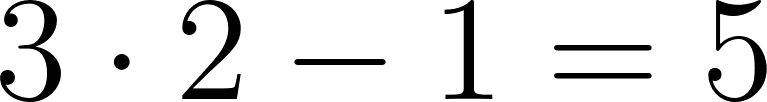 3 · 2 − 1 = 5